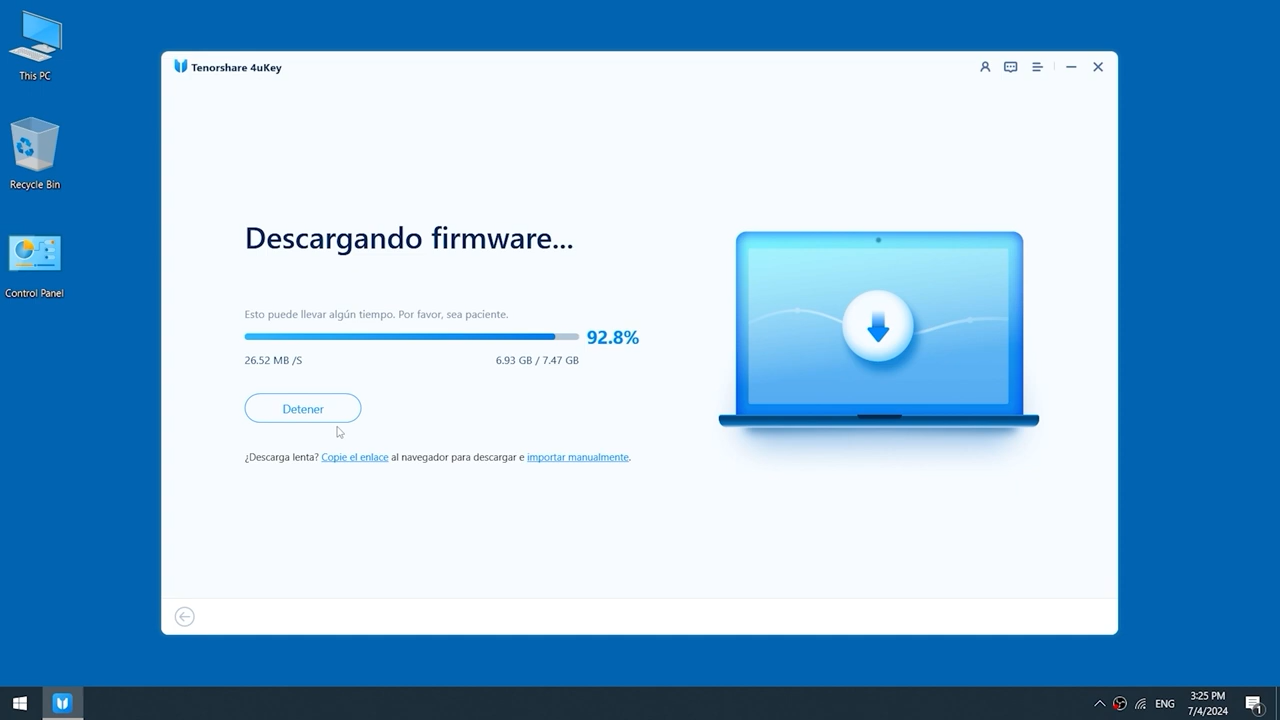 This PC
Recycle Bin
Control Panel
Tenorshare 4uKey
Descargando firmware...
Esto puede llevar algún tiempo. Por favor, sea paciente.
92.8%
26.52 MB /S 6.93 GB / 7.47 GB
Detener
¿Descarga lenta? Copie el enlace al navegador para descargar e importar manualmente.
ENG
3:25 PM
7/4/2024
1